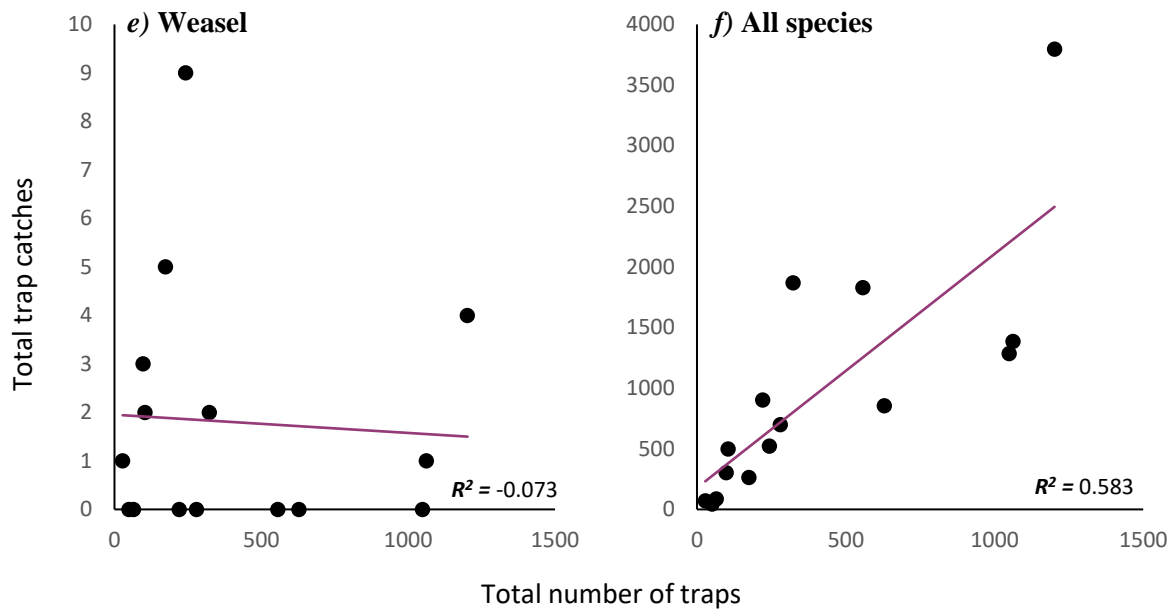 e) Weasel
Total trap catches
10
9
8
7
6
5
4
3
2
1
0
0 500 1000 1500
R² = -0.073
f) All species
4000
3500
3000
2500
2000
1500
1000
500
0
0 500 1000 1500
R² = 0.583
Total number of traps